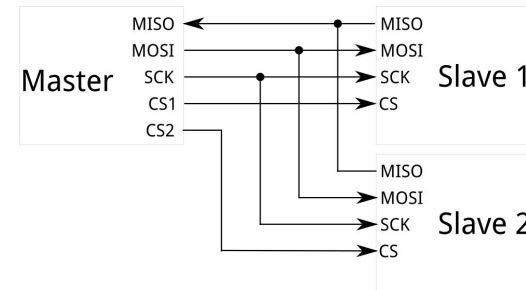 Master
MISO
MOSI
SCK
CS1
CS2
MISO
MOSI
SCK
CS
Slave 1
MISO
MOSI
SCK
CS
Slave 2